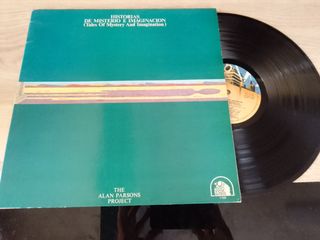 HISTORIAS
DE MISTERIO E IMAGINACION
(Tales Of Mystery And Imagination)
THE
ALAN PARSONS
PROJECT